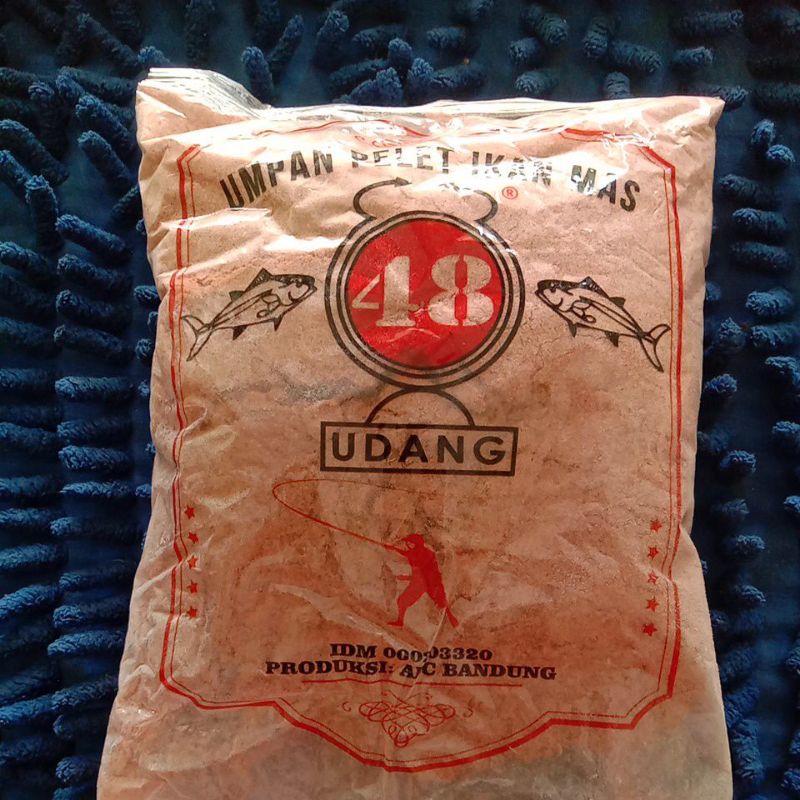 UMPAN PELET IKAN MAS
®
48
UDANG
PRODUKSI: A/C BANDUNG